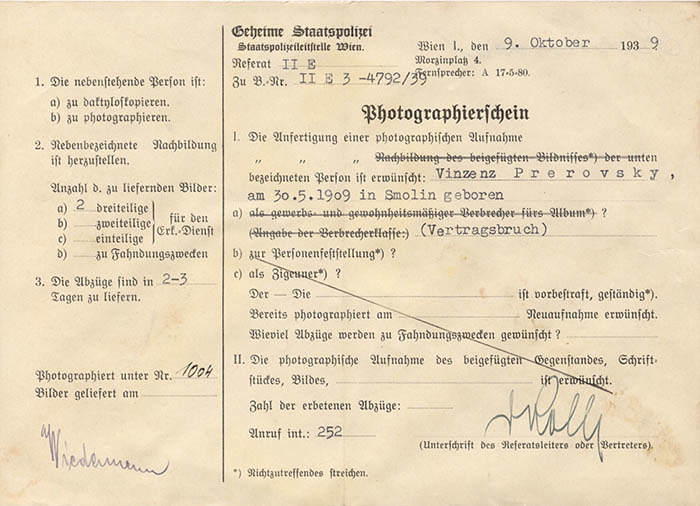 Geheime Staatspolizei
Staatspolizeileitstelle Wien.
Referat II E
Zu B.-Nr. II E 3 -4792/39
Wien I., den 9. Oktober 1939
Morzinplatz 4.
Fernsprecher: A 17-5-80.
1. Die nebenstehende Person ist:
a) zu daktyloskopieren.
b) zu photographieren.
2. Nebenbezeichnete Nachbildung
ist herzustellen.
Anzahl d. zu liefernden Bilder:
a) 2 dreiteilige
b) zweiteilige
c) einteilige
für den
Erk.-Dienst
d) zu Fahndungszwecken
3. Die Abzüge sind in 2-3
Tagen zu liefern.
Photographiert unter Nr. 1004
Bilder geliefert am
Wiedermann
Photographierschein
I. Die Anfertigung einer photographischen Aufnahme
„ „ „ Nachbildung des beigefügten Bildnisses*) der unten
bezeichneten Person ist erwünscht: Vinzenz Prerovsky,
am 30.5.1909 in Smolin geboren
a) als gewerbs- und gewohnheitsmäßiger Verbrecher fürs Album*) ?
(Angabe der Verbrecherklasse:) (Vertragsbruch)
b) zur Personenfeststellung*) ?
c) als Zigeuner*) ?
Der — Die ist vorbestraft, geständig*).
Bereits photographiert am Neuaufnahme erwünscht.
Wieviel Abzüge werden zu Fahndungszwecken gewünscht ?
II. Die photographische Aufnahme des beigefügten Gegenstandes, Schrift-
stückes, Bildes, ist erwünscht.
Zahl der erbetenen Abzüge:
Anruf int.: 252
(Unterschrift des Referatsleiters oder Vertreters).
*) Nichtzutreffendes streichen.